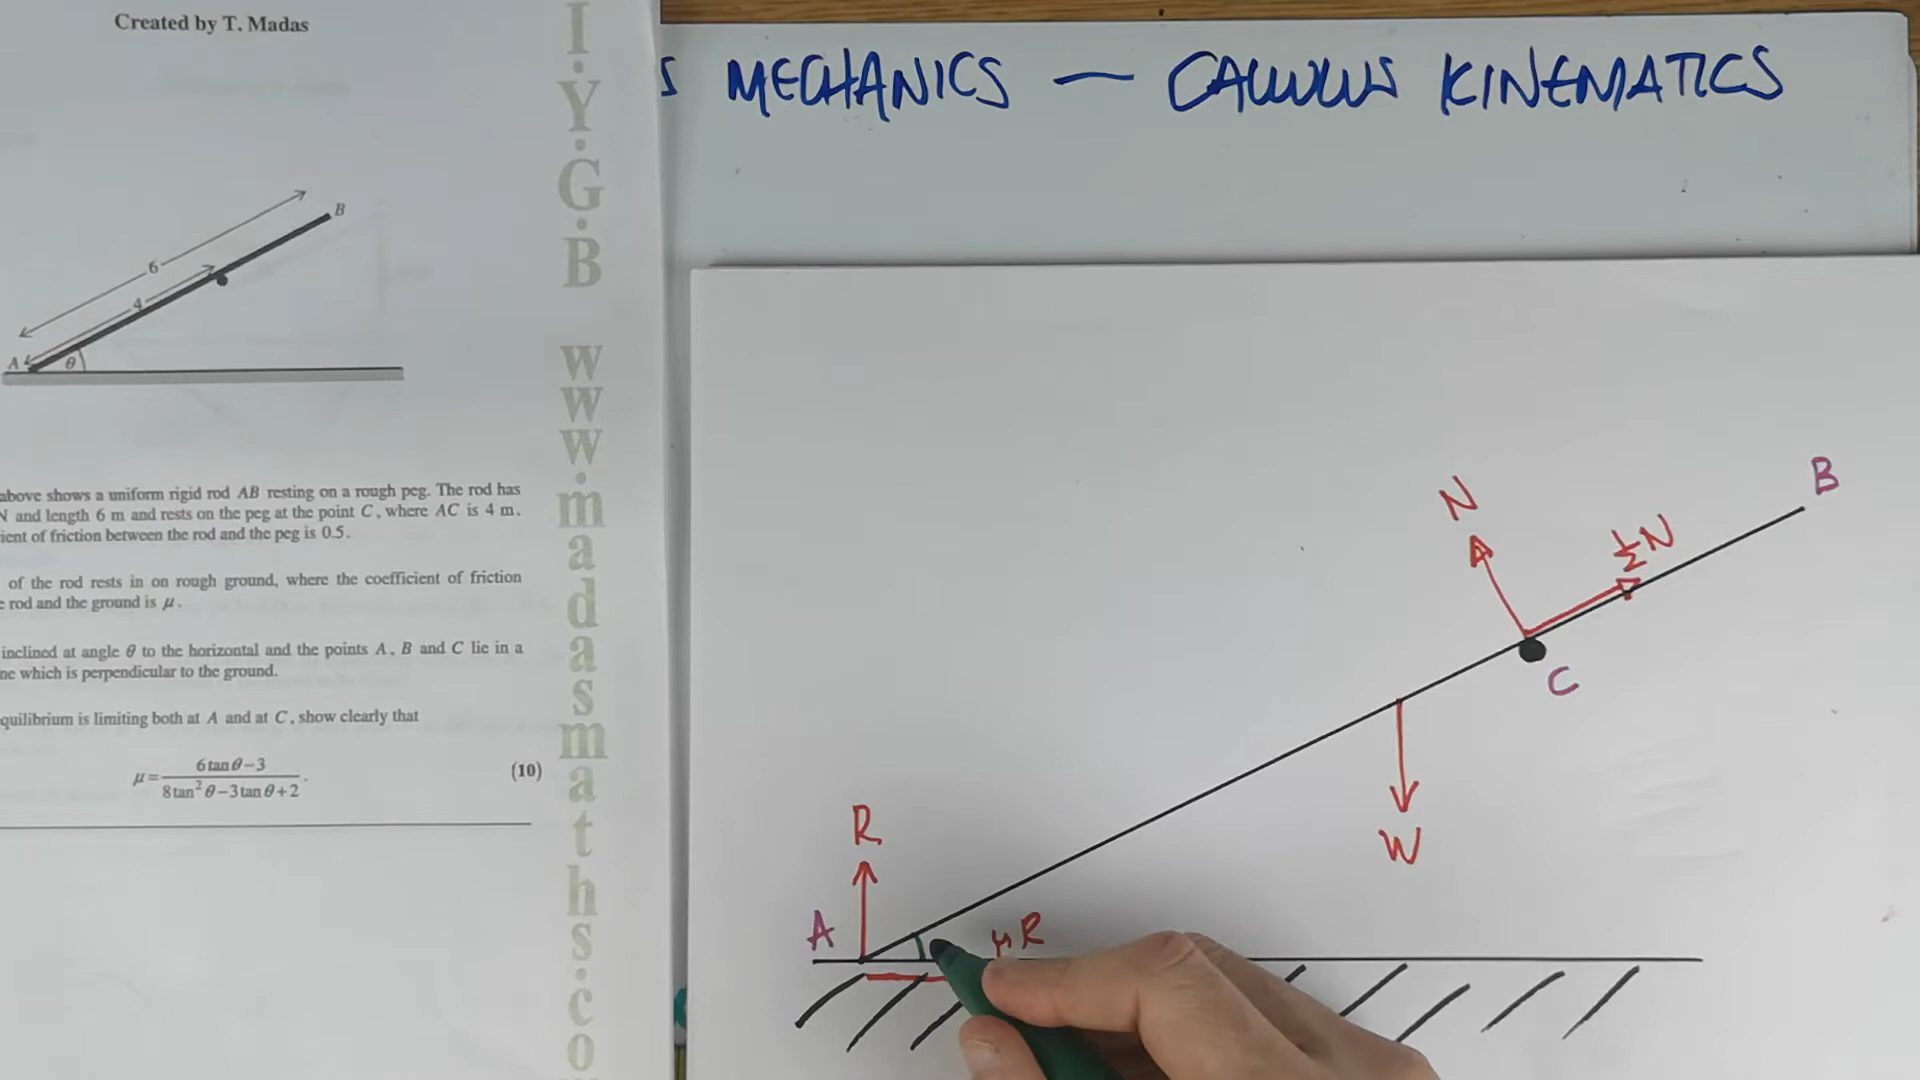 Created by T. Madas
I.Y.G.B
www.madasmaths.co
6
4
A
B
θ
above shows a uniform rigid rod AB resting on a rough peg. The rod has
N and length 6 m and rests on the peg at the point C, where AC is 4 m.
ient of friction between the rod and the peg is 0.5.
of the rod rests in on rough ground, where the coefficient of friction
e rod and the ground is μ.
inclined at angle θ to the horizontal and the points A, B and C lie in a
ne which is perpendicular to the ground.
quilibrium is limiting both at A and at C, show clearly that
μ = (6 tan θ − 3) / (8 tan² θ − 3 tan θ + 2). (10)
S MECHANICS — CALCULUS KINEMATICS
B
N
½N
C
W
R
A
μR